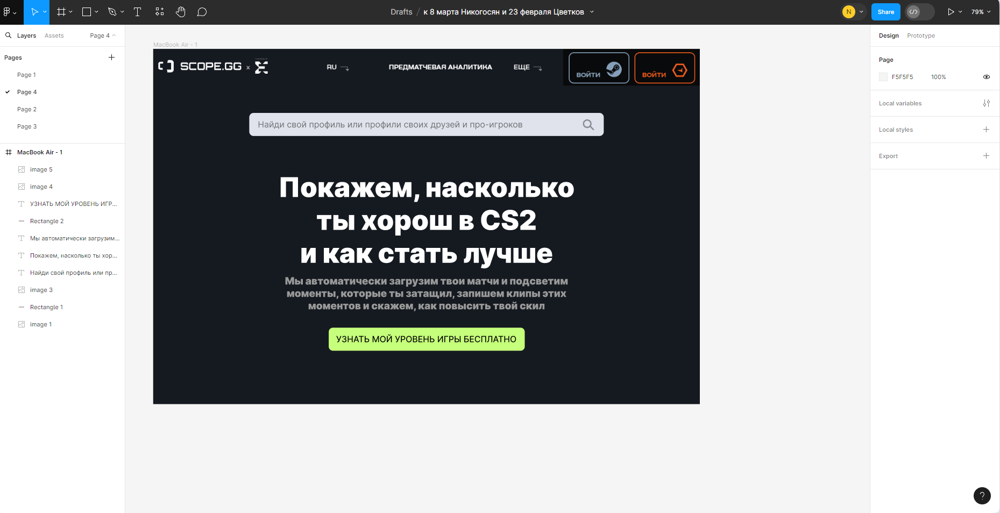 Drafts / к 8 марта Никогосян и 23 февраля Цветков
N
Share
79%
Layers
Assets
Page 4
Pages
Page 1
Page 4
Page 2
Page 3
MacBook Air - 1
image 5
image 4
УЗНАТЬ МОЙ УРОВЕНЬ ИГР...
Rectangle 2
Мы автоматически загрузим...
Покажем, насколько ты хор...
Найди свой профиль или пр...
image 3
Rectangle 1
image 1
MacBook Air - 1
SCOPE.GG x
RU
ПРЕДМАТЧЕВАЯ АНАЛИТИКА
ЕЩЕ
ВОЙТИ
ВОЙТИ
Найди свой профиль или профили своих друзей и про-игроков
Покажем, насколько
ты хорош в CS2
и как стать лучше
Мы автоматически загрузим твои матчи и подсветим
моменты, которые ты затащил, запишем клипы этих
моментов и скажем, как повысить твой скил
УЗНАТЬ МОЙ УРОВЕНЬ ИГРЫ БЕСПЛАТНО
Design
Prototype
Page
F5F5F5
100%
Local variables
Local styles
Export
?